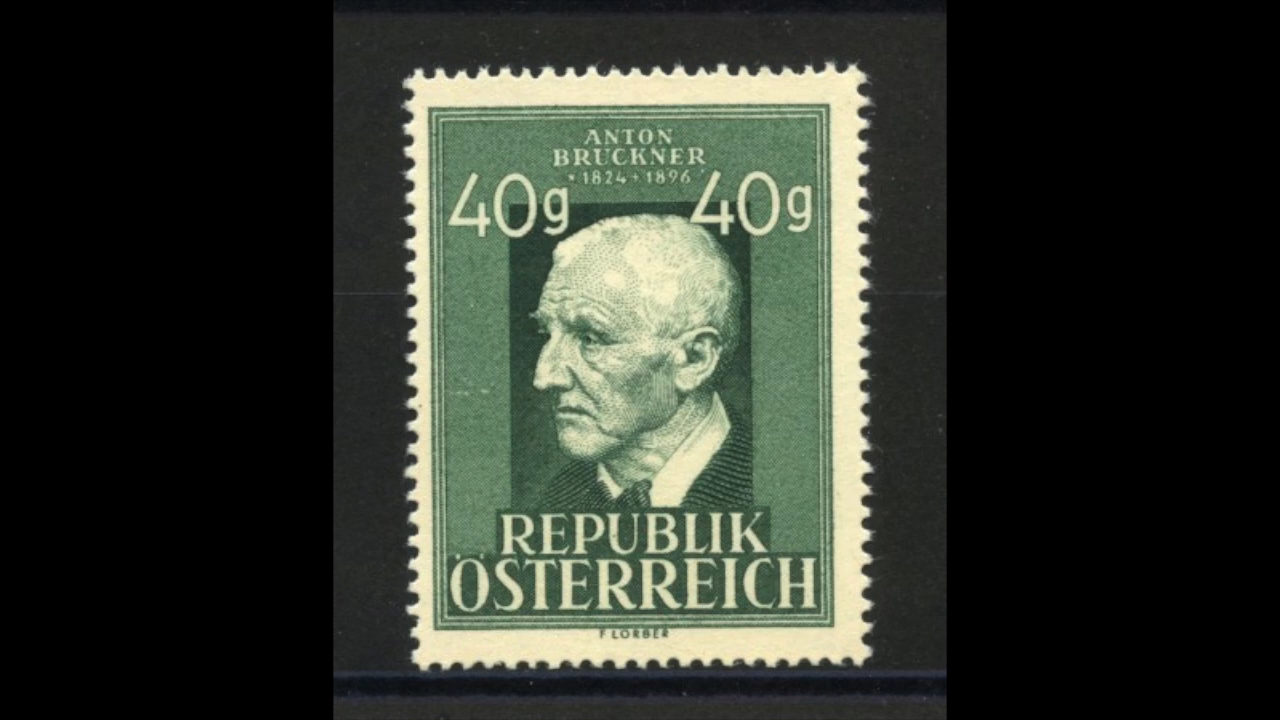 ANTON
BRUCKNER
* 1824 + 1896
40g 40g
REPUBLIK
ÖSTERREICH
F LORBER